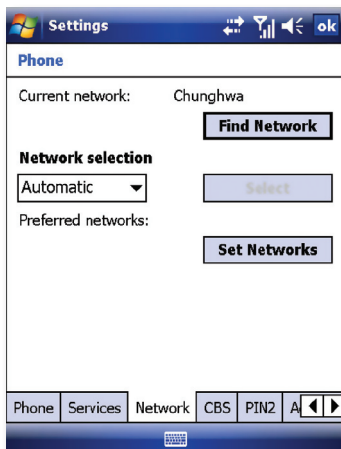 Settings ok
Phone
Current network: Chunghwa
Find Network
Network selection
Automatic Select
Preferred networks:
Set Networks
Phone Services Network CBS PIN2